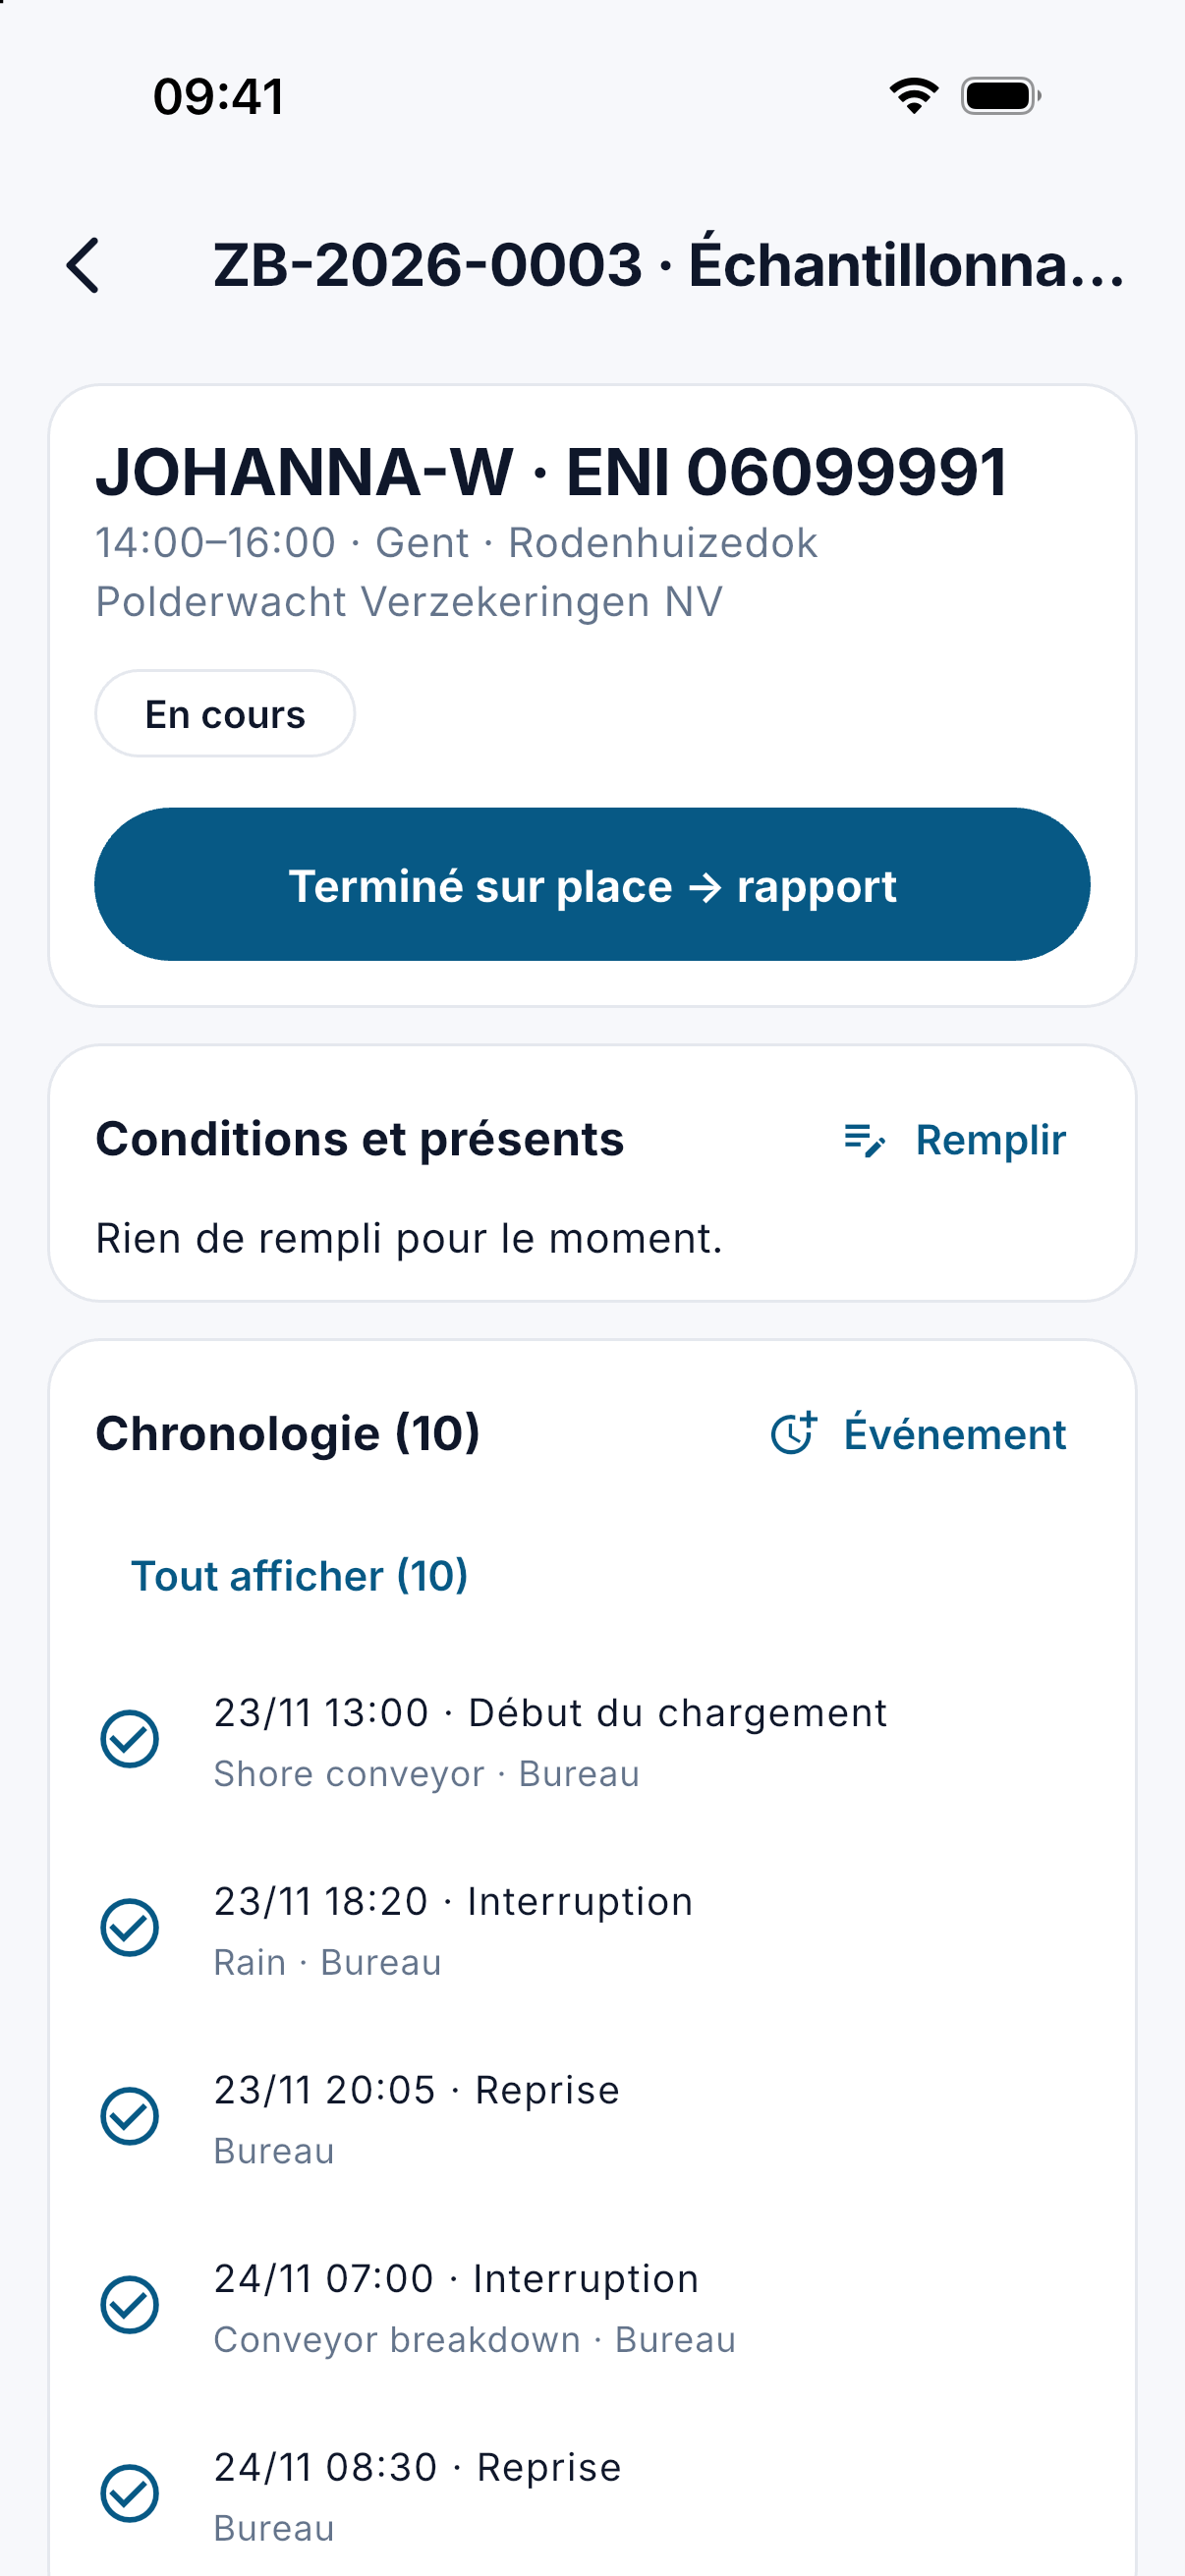 09:41
ZB-2026-0003 · Échantillonna...
JOHANNA-W · ENI 06099991
14:00–16:00 · Gent · Rodenhuizedok
Polderwacht Verzekeringen NV
En cours
Terminé sur place → rapport
Conditions et présents
Remplir
Rien de rempli pour le moment.
Chronologie (10)
Événement
Tout afficher (10)
23/11 13:00 · Début du chargement
Shore conveyor · Bureau
23/11 18:20 · Interruption
Rain · Bureau
23/11 20:05 · Reprise
Bureau
24/11 07:00 · Interruption
Conveyor breakdown · Bureau
24/11 08:30 · Reprise
Bureau